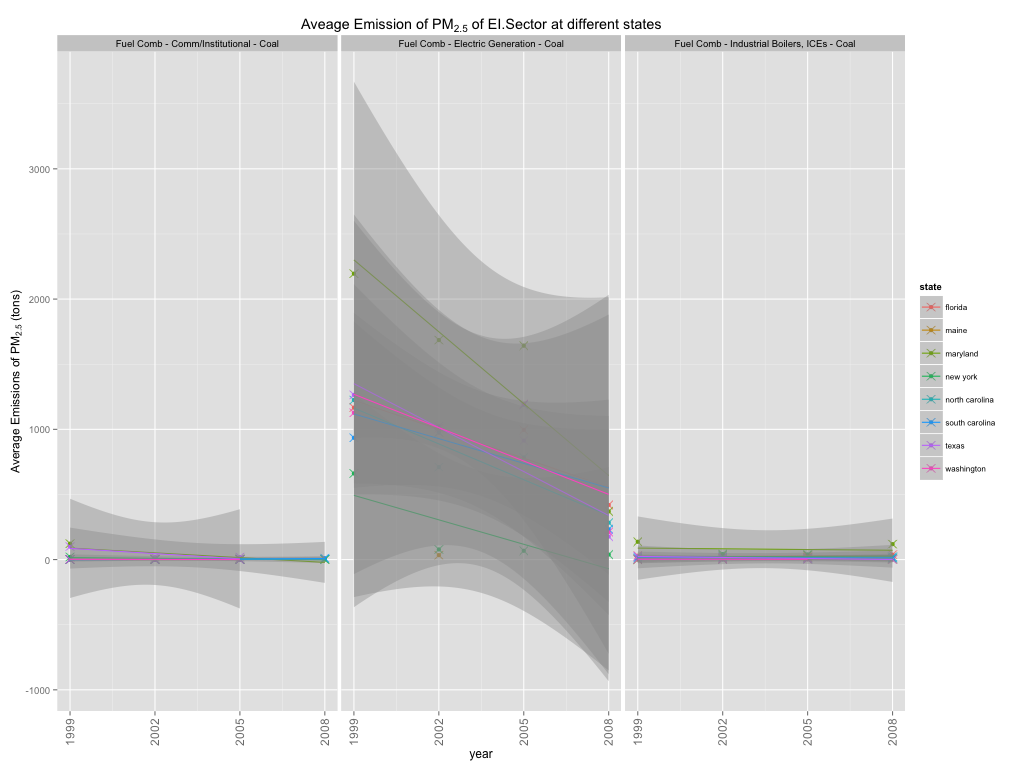 Aveage Emission of PM2.5 of EI.Sector at different states
Fuel Comb - Comm/Institutional - Coal
Fuel Comb - Electric Generation - Coal
Fuel Comb - Industrial Boilers, ICEs - Coal
Average Emissions of PM2.5 (tons)
3000
2000
1000
0
-1000
1999
2002
2005
2008
1999
2002
2005
2008
1999
2002
2005
2008
year
state
florida
maine
maryland
new york
north carolina
south carolina
texas
washington